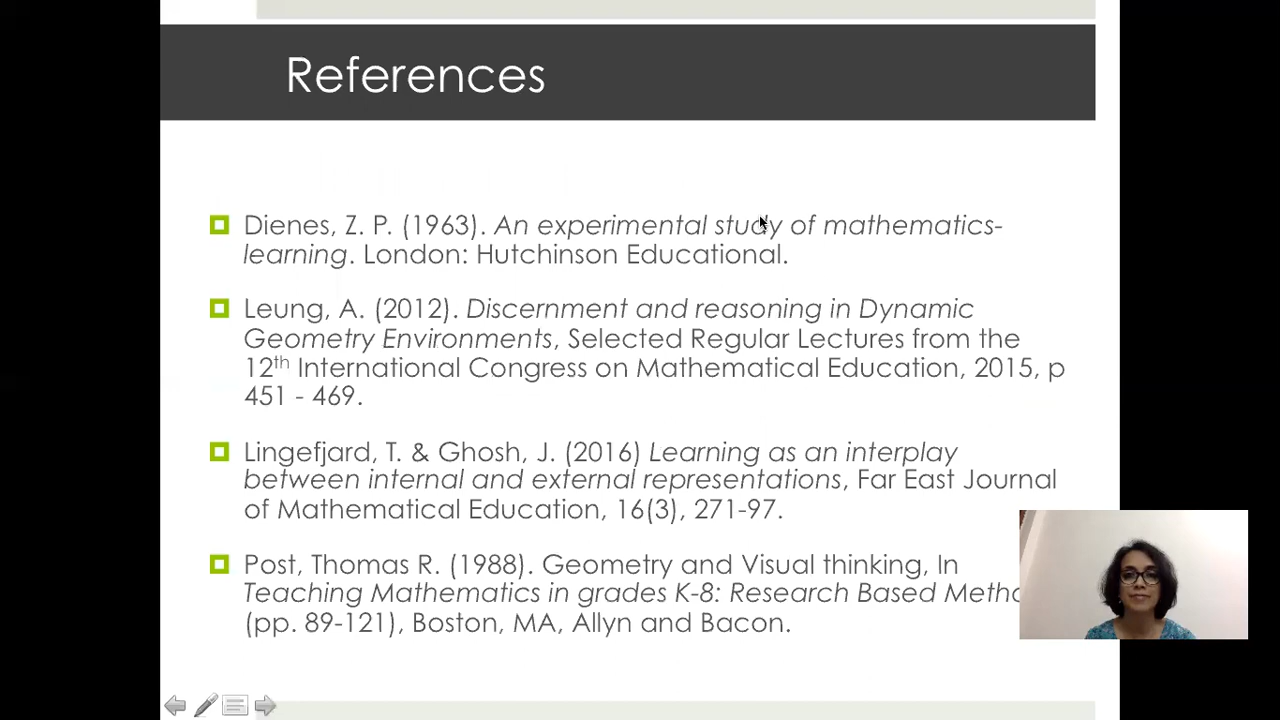 References
Dienes, Z. P. (1963). An experimental study of mathematics-
learning. London: Hutchinson Educational.
Leung, A. (2012). Discernment and reasoning in Dynamic
Geometry Environments, Selected Regular Lectures from the
12th International Congress on Mathematical Education, 2015, p
451 - 469.
Lingefjard, T. & Ghosh, J. (2016) Learning as an interplay
between internal and external representations, Far East Journal
of Mathematical Education, 16(3), 271-97.
Post, Thomas R. (1988). Geometry and Visual thinking, In
Teaching Mathematics in grades K-8: Research Based
(pp. 89-121), Boston, MA, Allyn and Bacon.